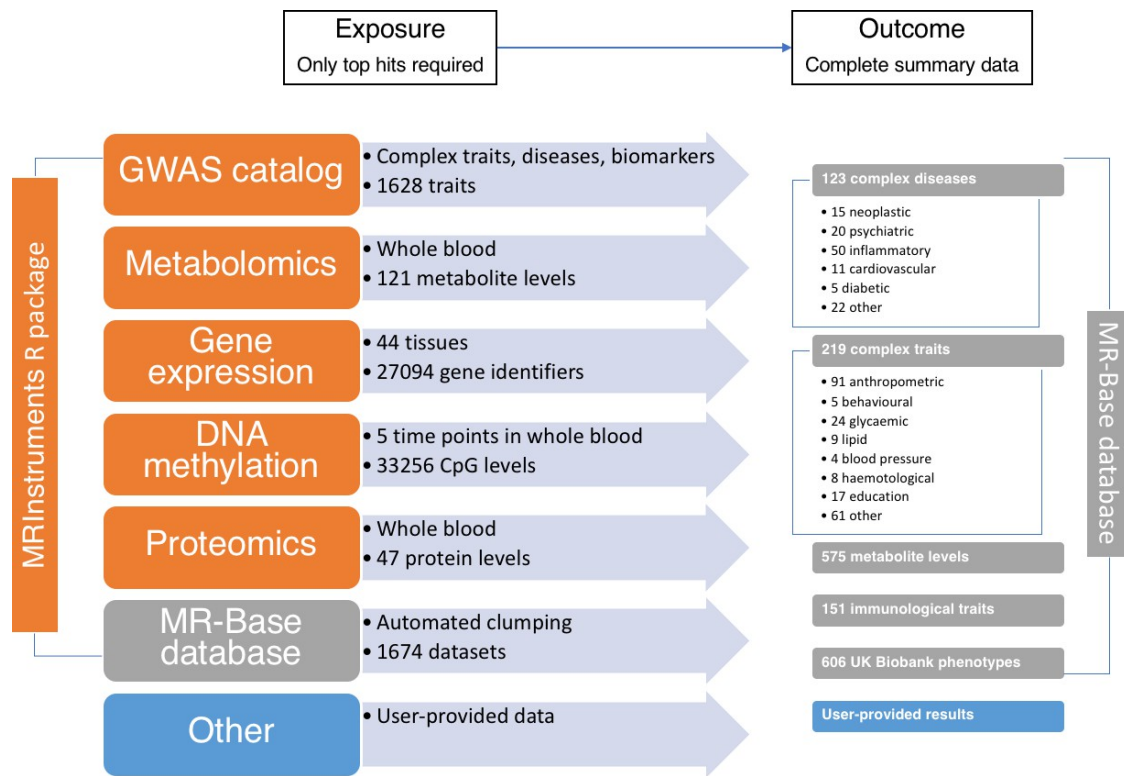 Exposure
Only top hits required
Outcome
Complete summary data
MRInstruments R package
GWAS catalog
• Complex traits, diseases, biomarkers
• 1628 traits
Metabolomics
• Whole blood
• 121 metabolite levels
Gene
expression
• 44 tissues
• 27094 gene identifiers
DNA
methylation
• 5 time points in whole blood
• 33256 CpG levels
Proteomics
• Whole blood
• 47 protein levels
MR-Base
database
• Automated clumping
• 1674 datasets
Other
• User-provided data
123 complex diseases
• 15 neoplastic
• 20 psychiatric
• 50 inflammatory
• 11 cardiovascular
• 5 diabetic
• 22 other
219 complex traits
• 91 anthropometric
• 5 behavioural
• 24 glycaemic
• 9 lipid
• 4 blood pressure
• 8 haemotological
• 17 education
• 61 other
575 metabolite levels
151 immunological traits
606 UK Biobank phenotypes
User-provided results
MR-Base database